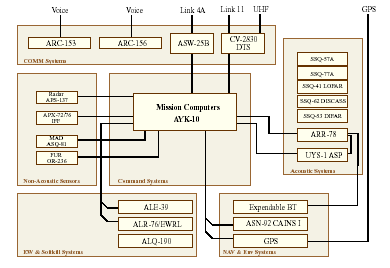 Voice
Voice
Link 4A
Link 11
UHF
GPS
ARC-153
ARC-156
ASW-25B
CV-2830
DTS
COMM Systems
SSQ-57A
SSQ-77A
SSQ-41 LOFAR
SSQ-62 DICASS
SSQ-53 DIFAR
ARR-78
UYS-1 ASP
Acoustic Systems
Radar
APS-137
APX-72/76
IFF
MAD
ASQ-81
FLIR
OR-236
Non-Acoustic Sensors
Mission Computers
AYK-10
Command Systems
ALE-39
ALR-76/EWRL
ALQ-190
EW & Softkill Systems
Expendable BT
ASN-92 CAINS I
GPS
NAV & Env Systems